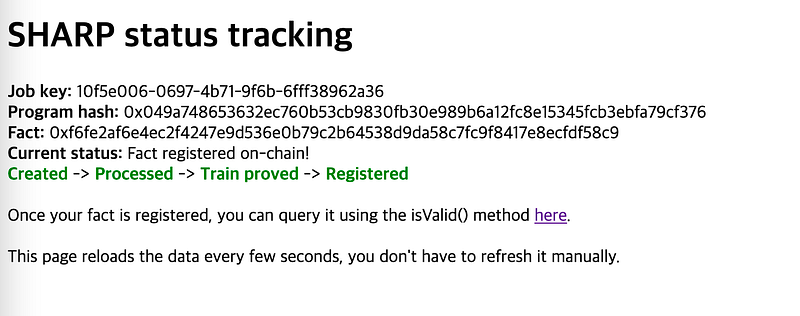 SHARP status tracking
Job key: 10f5e006-0697-4b71-9f6b-6fff38962a36
Program hash: 0x049a748653632ec760b53cb9830fb30e989b6a12fc8e15345fcb3ebfa79cf376
Fact: 0xf6fe2af6e4ec2f4247e9d536e0b79c2b64538d9da58c7fc9f8417e8ecfdf58c9
Current status: Fact registered on-chain!
Created -> Processed -> Train proved -> Registered
Once your fact is registered, you can query it using the isValid() method here.
This page reloads the data every few seconds, you don't have to refresh it manually.